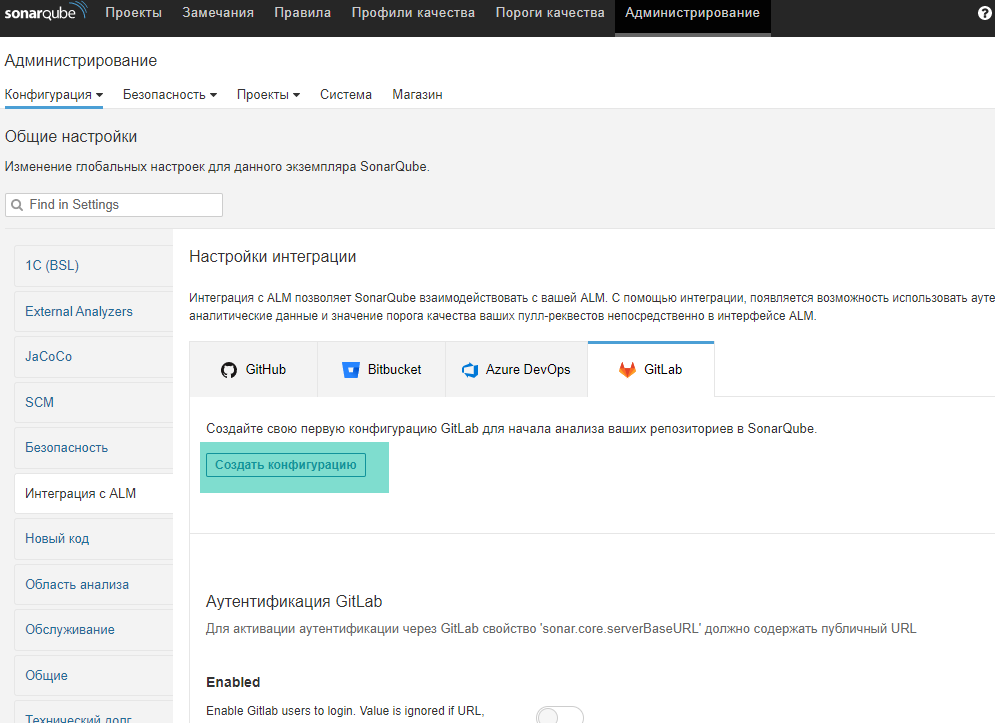 sonarqube Проекты Замечания Правила Профили качества Пороги качества Администрирование ?
Администрирование
Конфигурация Безопасность Проекты Система Магазин
Общие настройки
Изменение глобальных настроек для данного экземпляра SonarQube.
Find in Settings
1C (BSL)
External Analyzers
JaCoCo
SCM
Безопасность
Интеграция с ALM
Новый код
Область анализа
Обслуживание
Общие
Технический долг
Настройки интеграции
Интеграция с ALM позволяет SonarQube взаимодействовать с вашей ALM. С помощью интеграции, появляется возможность использовать ауте
аналитические данные и значение порога качества ваших пулл-реквестов непосредственно в интерфейсе ALM.
GitHub Bitbucket Azure DevOps GitLab
Создайте свою первую конфигурацию GitLab для начала анализа ваших репозиториев в SonarQube.
Создать конфигурацию
Аутентификация GitLab
Для активации аутентификации через GitLab свойство 'sonar.core.serverBaseURL' должно содержать публичный URL
Enabled
Enable Gitlab users to login. Value is ignored if URL,